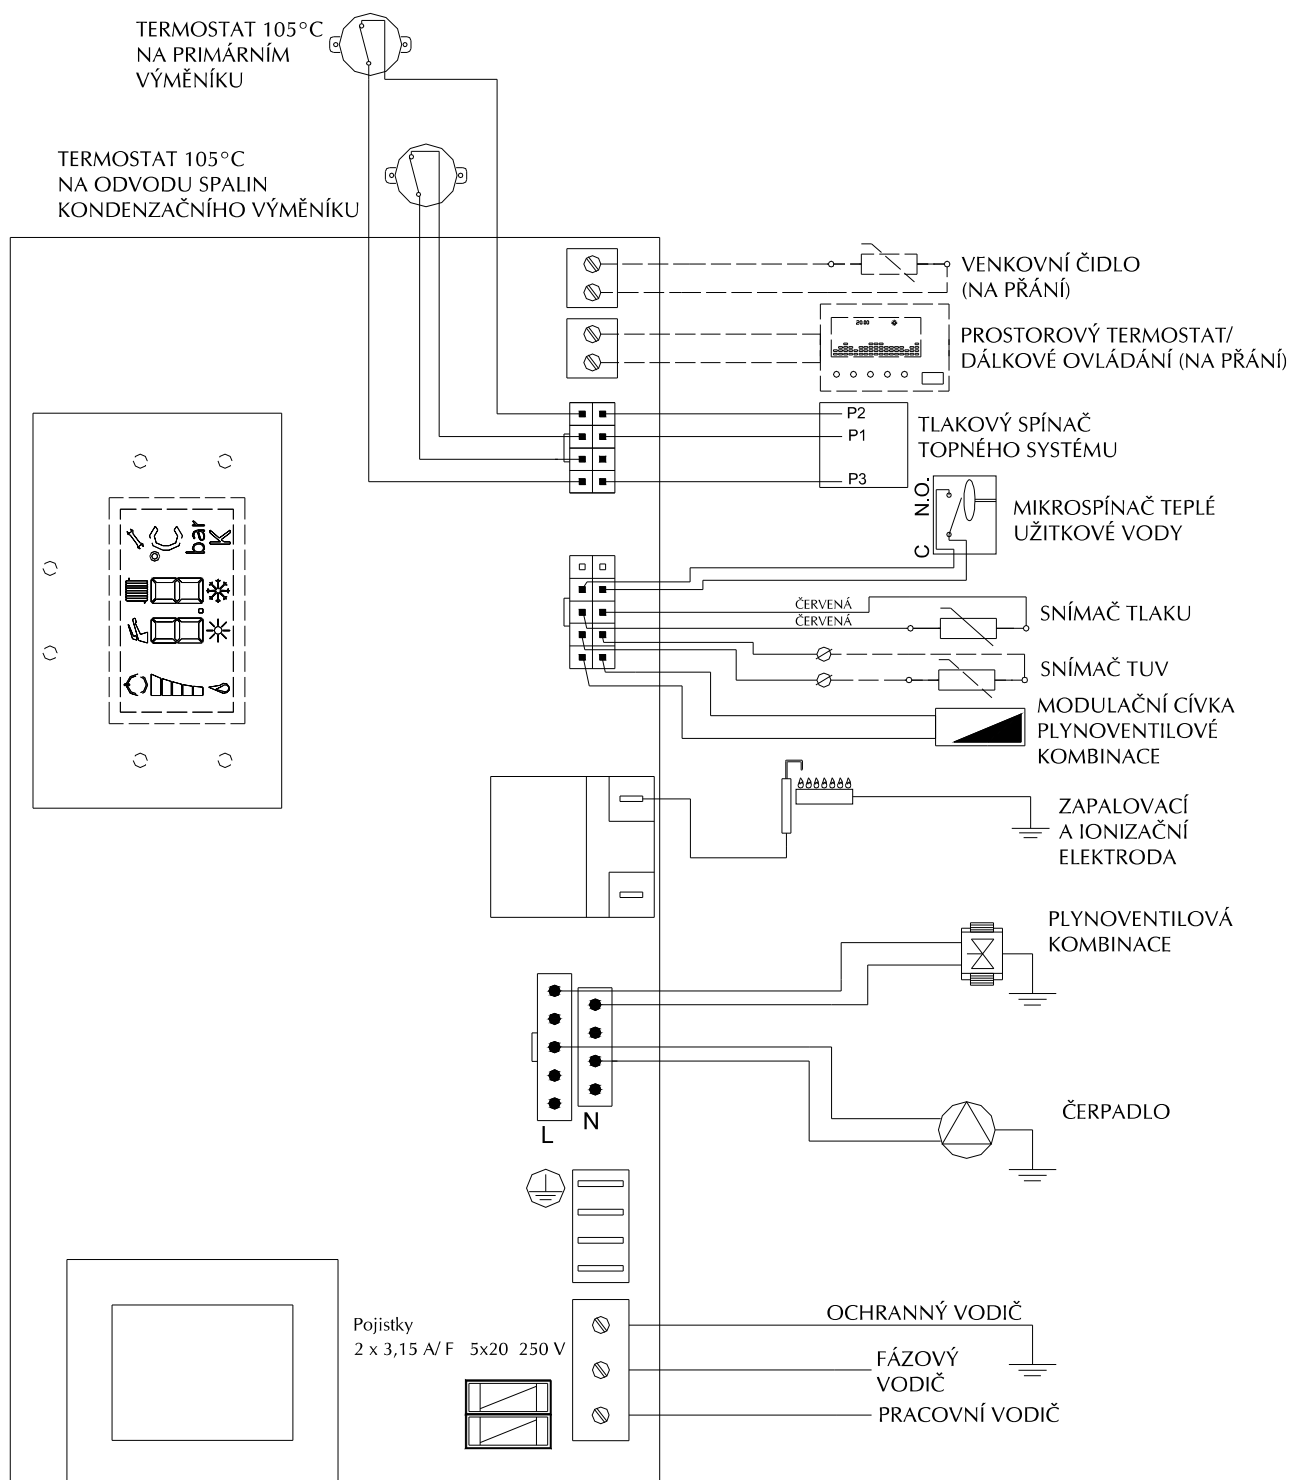 TERMOSTAT 105°C
NA PRIMÁRNÍM
VÝMĚNÍKU
TERMOSTAT 105°C
NA ODVODU SPALIN
KONDENZAČNÍHO VÝMĚNÍKU
VENKOVNÍ ČIDLO
(NA PŘÁNÍ)
20:00
PROSTOROVÝ TERMOSTAT/
DÁLKOVÉ OVLÁDÁNÍ (NA PŘÁNÍ)
P2
P1
P3
TLAKOVÝ SPÍNAČ
TOPNÉHO SYSTÉMU
C N.O.
MIKROSPÍNAČ TEPLÉ
UŽITKOVÉ VODY
°C
bar
K
ČERVENÁ
ČERVENÁ
SNÍMAČ TLAKU
SNÍMAČ TUV
MODULAČNÍ CÍVKA
PLYNOVENTILOVÉ
KOMBINACE
ZAPALOVACÍ
A IONIZAČNÍ
ELEKTRODA
PLYNOVENTILOVÁ
KOMBINACE
L
N
ČERPADLO
OCHRANNÝ VODIČ
Pojistky
2 x 3,15 A/ F 5x20 250 V
FÁZOVÝ
VODIČ
PRACOVNÍ VODIČ